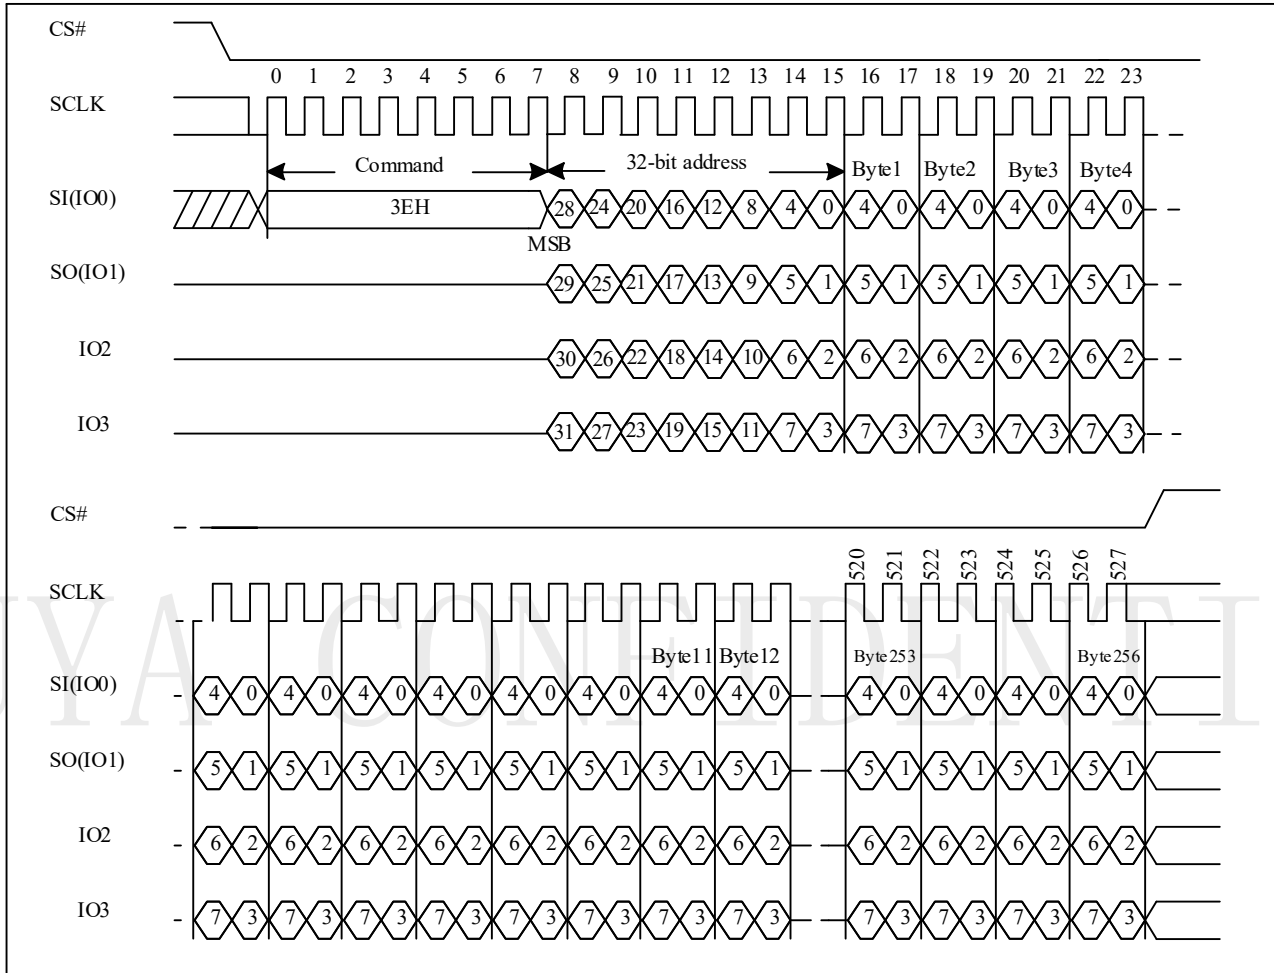 CS#
0 1 2 3 4 5 6 7 8 9 10 11 12 13 14 15 16 17 18 19 20 21 22 23
SCLK
Command 32-bit address Byte1 Byte2 Byte3 Byte4
SI(IO0) 3EH 28 24 20 16 12 8 4 0 4 0 4 0 4 0 4 0
MSB
SO(IO1) 29 25 21 17 13 9 5 1 5 1 5 1 5 1 5 1
IO2 30 26 22 18 14 10 6 2 6 2 6 2 6 2 6 2
IO3 31 27 23 19 15 11 7 3 7 3 7 3 7 3 7 3
CS#
520 521 522 523 524 525 526 527
SCLK
UYA CONFIDENTI
Byte11 Byte12 Byte253 Byte256
SI(IO0) 4 0 4 0 4 0 4 0 4 0 4 0 4 0 4 0 4 0 4 0 4 0 4 0
SO(IO1) 5 1 5 1 5 1 5 1 5 1 5 1 5 1 5 1 5 1 5 1 5 1 5 1
IO2 6 2 6 2 6 2 6 2 6 2 6 2 6 2 6 2 6 2 6 2 6 2 6 2
IO3 7 3 7 3 7 3 7 3 7 3 7 3 7 3 7 3 7 3 7 3 7 3 7 3